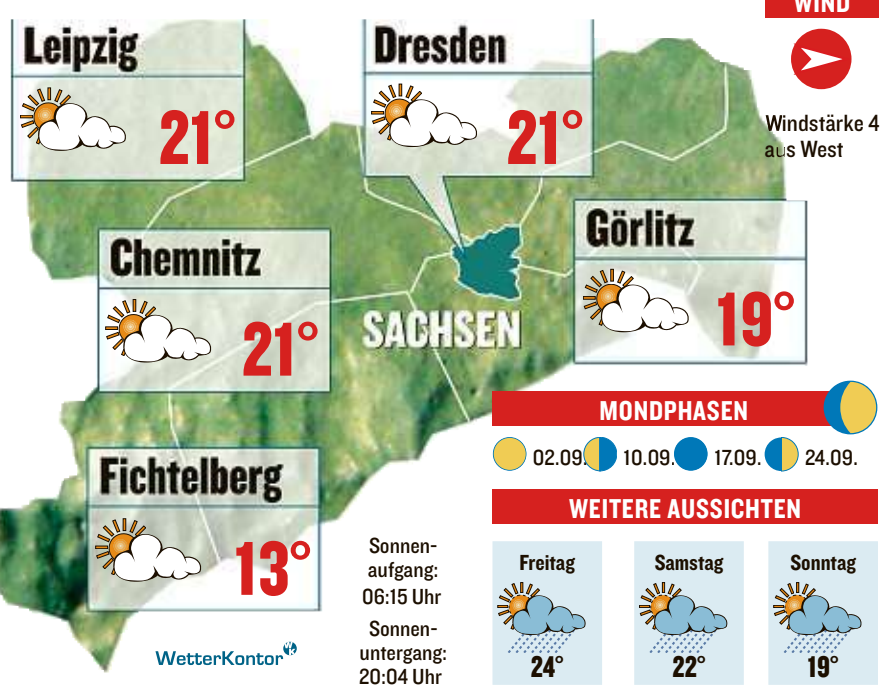 WIND
Leipzig
21°
Dresden
21°
Windstärke 4
aus West
Chemnitz
21°
Görlitz
19°
SACHSEN
Fichtelberg
13°
MONDPHASEN
02.09. 10.09. 17.09. 24.09.
WEITERE AUSSICHTEN
Freitag
24°
Samstag
22°
Sonntag
19°
Sonnen-
aufgang:
06:15 Uhr
Sonnen-
untergang:
20:04 Uhr
WetterKontor